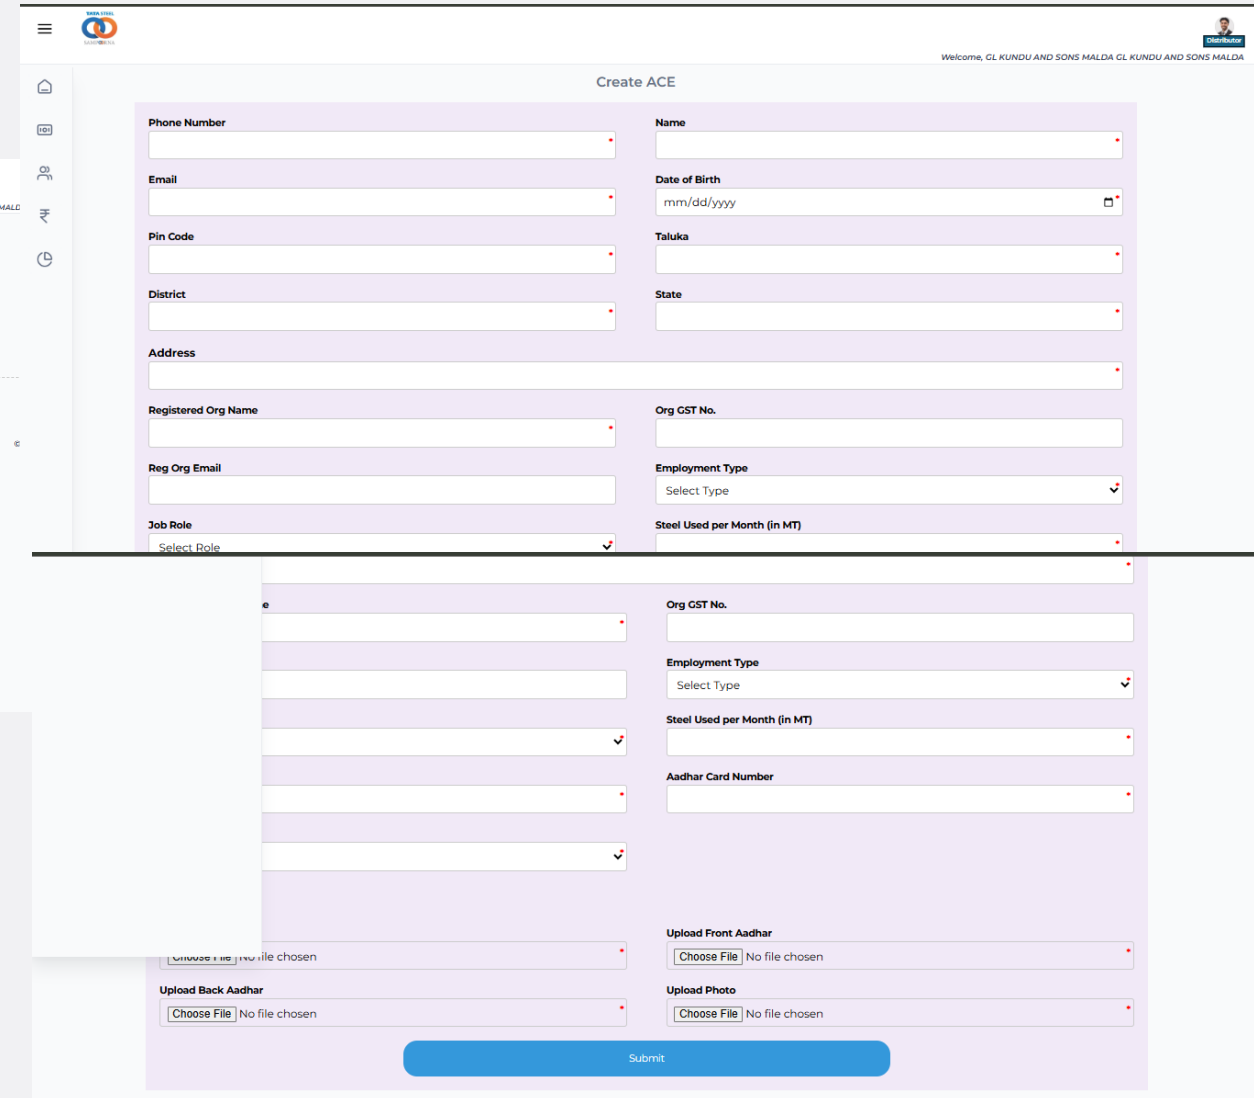 TATA STEEL
Distributor
Welcome, GL KUNDU AND SONS MALDA GL KUNDU AND SONS MALDA
Create ACE
Phone Number
Name
*
*
Email
Date of Birth
*
mm/dd/yyyy *
Pin Code
Taluka
*
*
District
State
*
*
Address
*
Registered Org Name
Org GST No.
*
Reg Org Email
Employment Type
Select Type *
Job Role
Steel Used per Month (in MT)
Select Role *
*
MALD
*
Org GST No.
*
Employment Type
Select Type *
Steel Used per Month (in MT)
*
*
Aadhar Card Number
*
*
*
Upload Front Aadhar
Choose File No file chosen *
Choose File No file chosen *
Upload Back Aadhar
Upload Photo
Choose File No file chosen *
Choose File No file chosen *
Submit